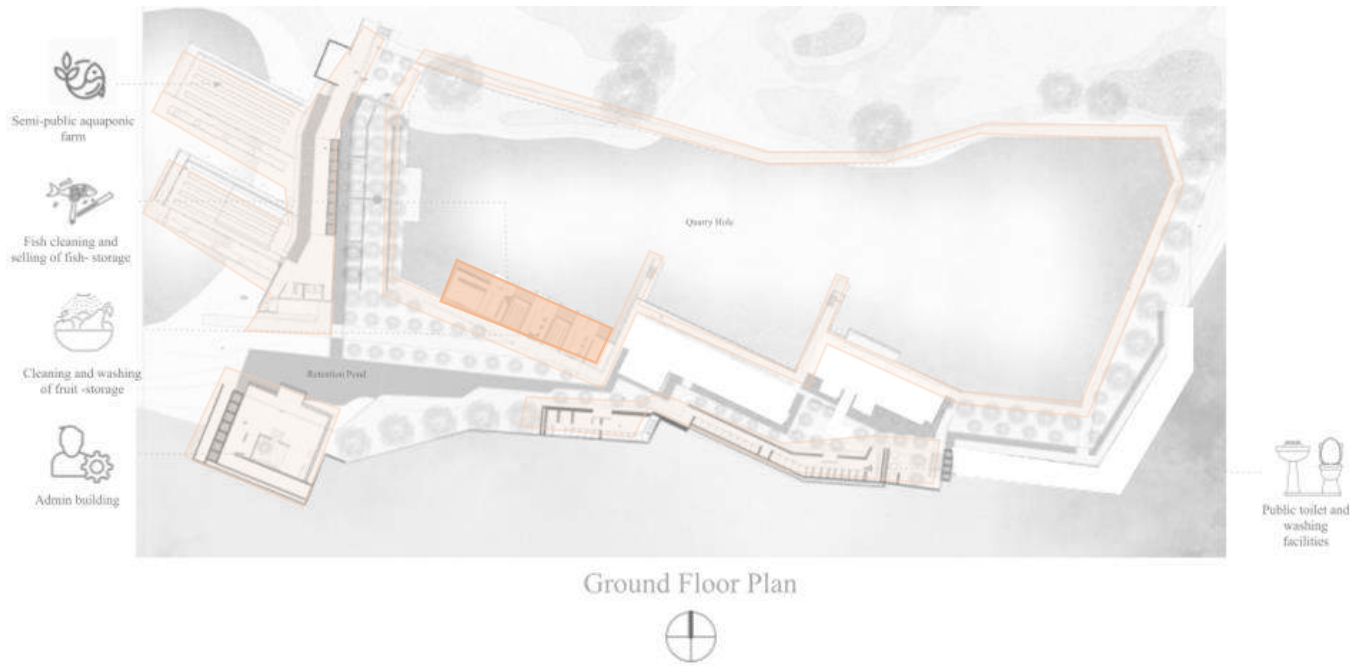 Semi-public aquaponic
farm
Fish cleaning and
selling of fish- storage
Cleaning and washing
of fruit -storage
Admin building
Quarry Hole
Retention Pond
Public toilet and
washing
facilities
Ground Floor Plan